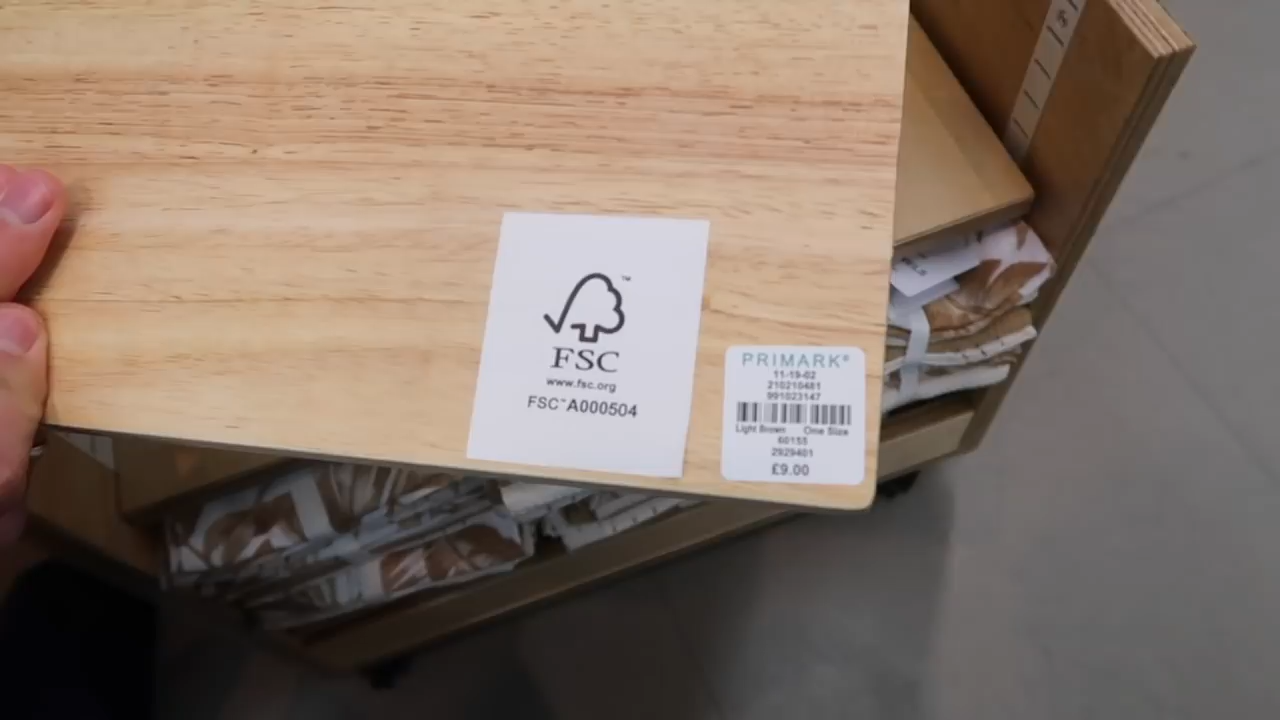 ™
FSC
www.fsc.org
FSC™A000504
PRIMARK®
11-19-02
210210481
991023147
Light Brown One Size
60155
2929401
£9.00